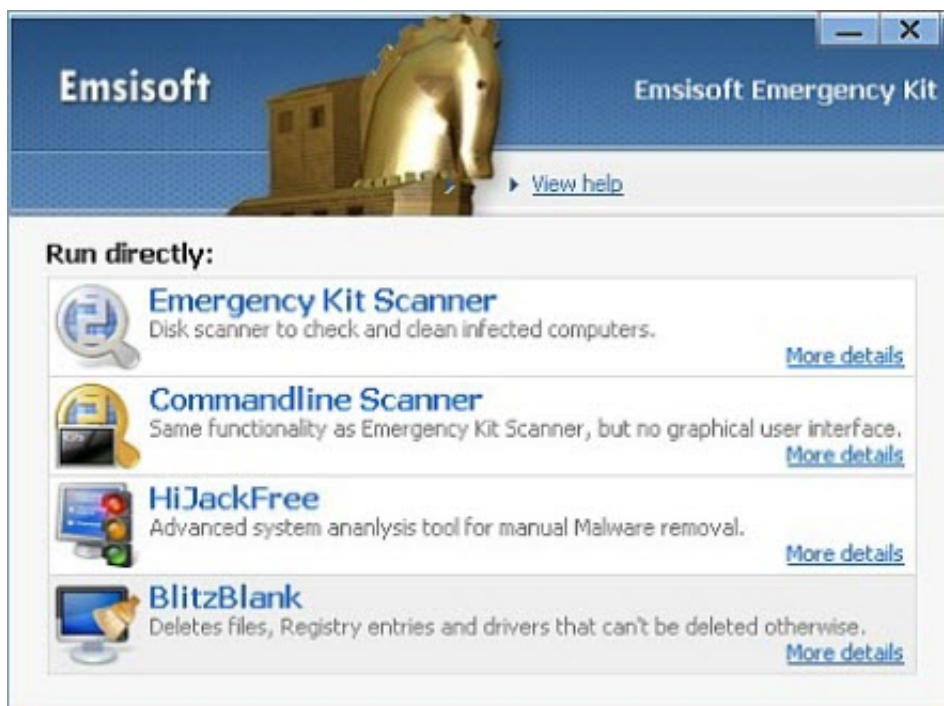 Emsisoft
Emsisoft Emergency Kit
View help
Run directly:
Emergency Kit Scanner
Disk scanner to check and clean infected computers.
More details
Commandline Scanner
Same functionality as Emergency Kit Scanner, but no graphical user interface.
More details
HiJackFree
Advanced system ananlysis tool for manual Malware removal.
More details
BlitzBlank
Deletes files, Registry entries and drivers that can't be deleted otherwise.
More details